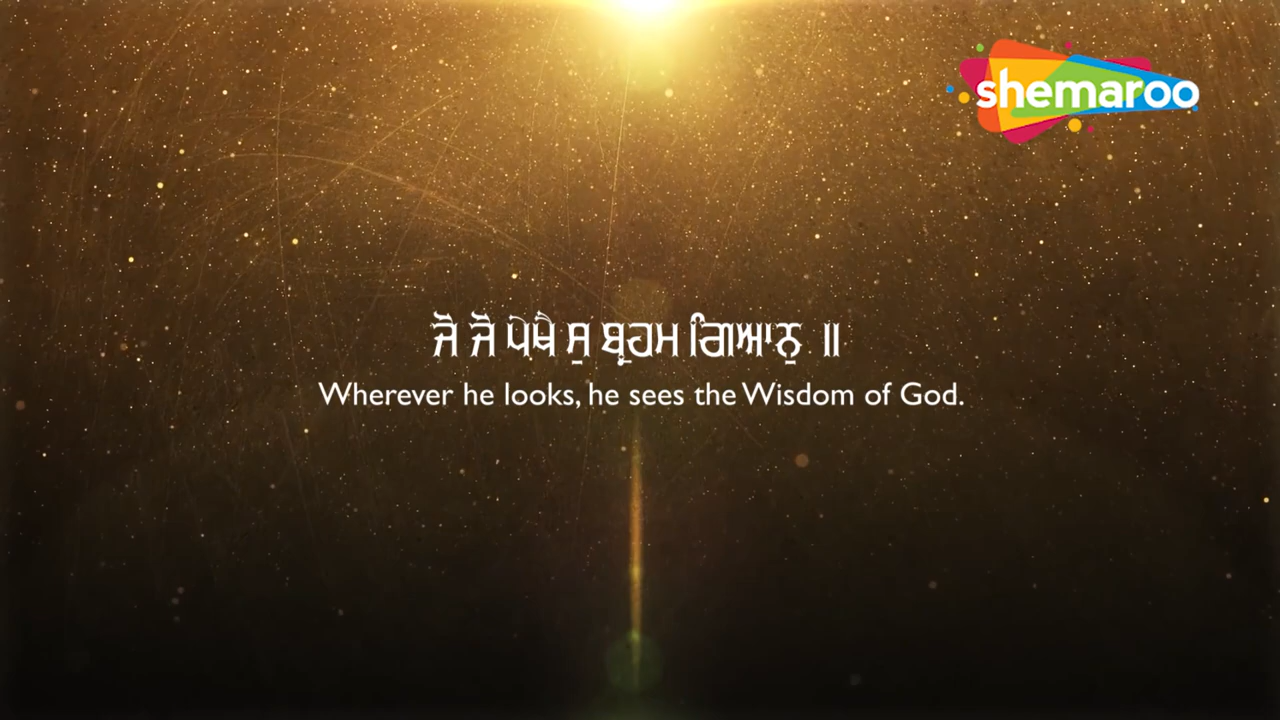 shemaroo
ਜੋ ਜੋ ਪੇਖੈ ਸੁ ਬ੍ਰਹਮ ਗਿਆਨੁ ॥
Wherever he looks, he sees the Wisdom of God.